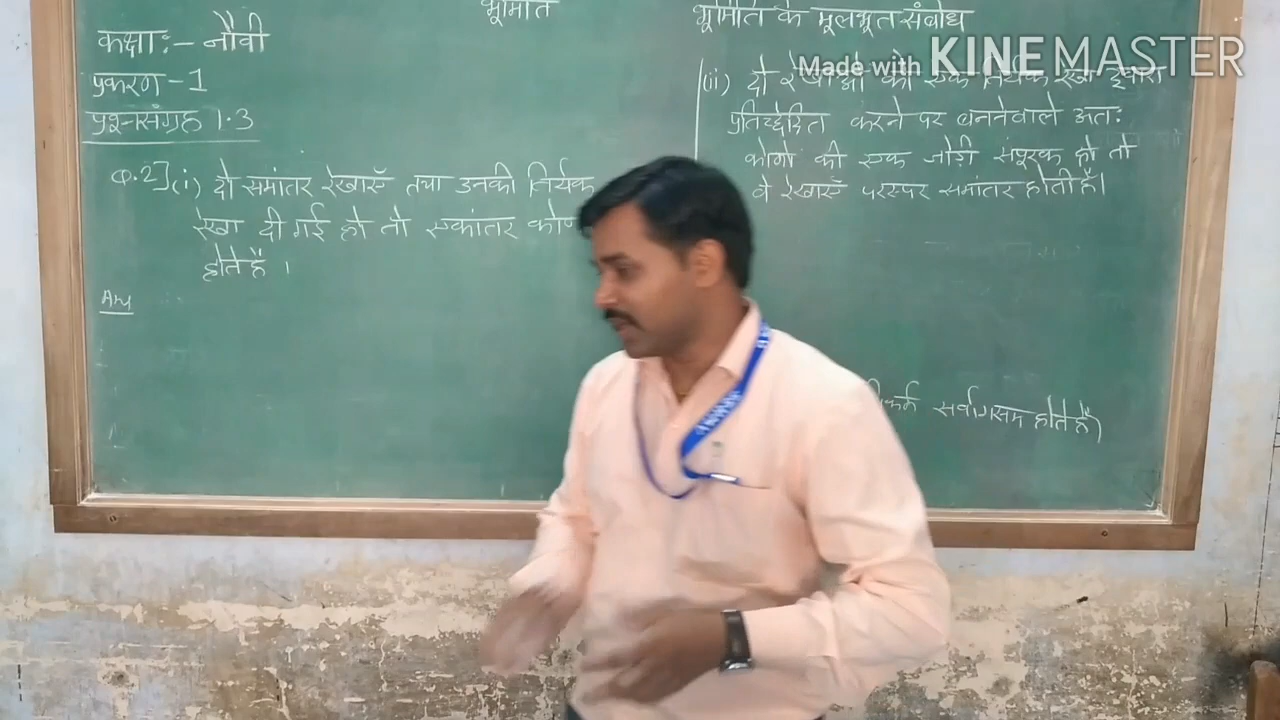 भूमिति
कक्षा:- नौवी
प्रकरण - 1
प्रश्नसंग्रह 1.3
Q.2] (i) दो समांतर रेखाएँ तथा उनकी तिर्यक
रेखा दी गई हो तो एकांतर कोण
होते हैं ।
Ans
भूमिति के मूलभूत संबोध
Made with KINEMASTER
(ii) दो रेखाओं को एक तिर्यक रेखा द्वारा
प्रतिच्छेदित करने पर बननेवाले अतः
कोणों की एक जोड़ी संपूरक हो तो
वे रेखाएँ परस्पर समांतर होती हैं।
सर्वागसम होते हैं)